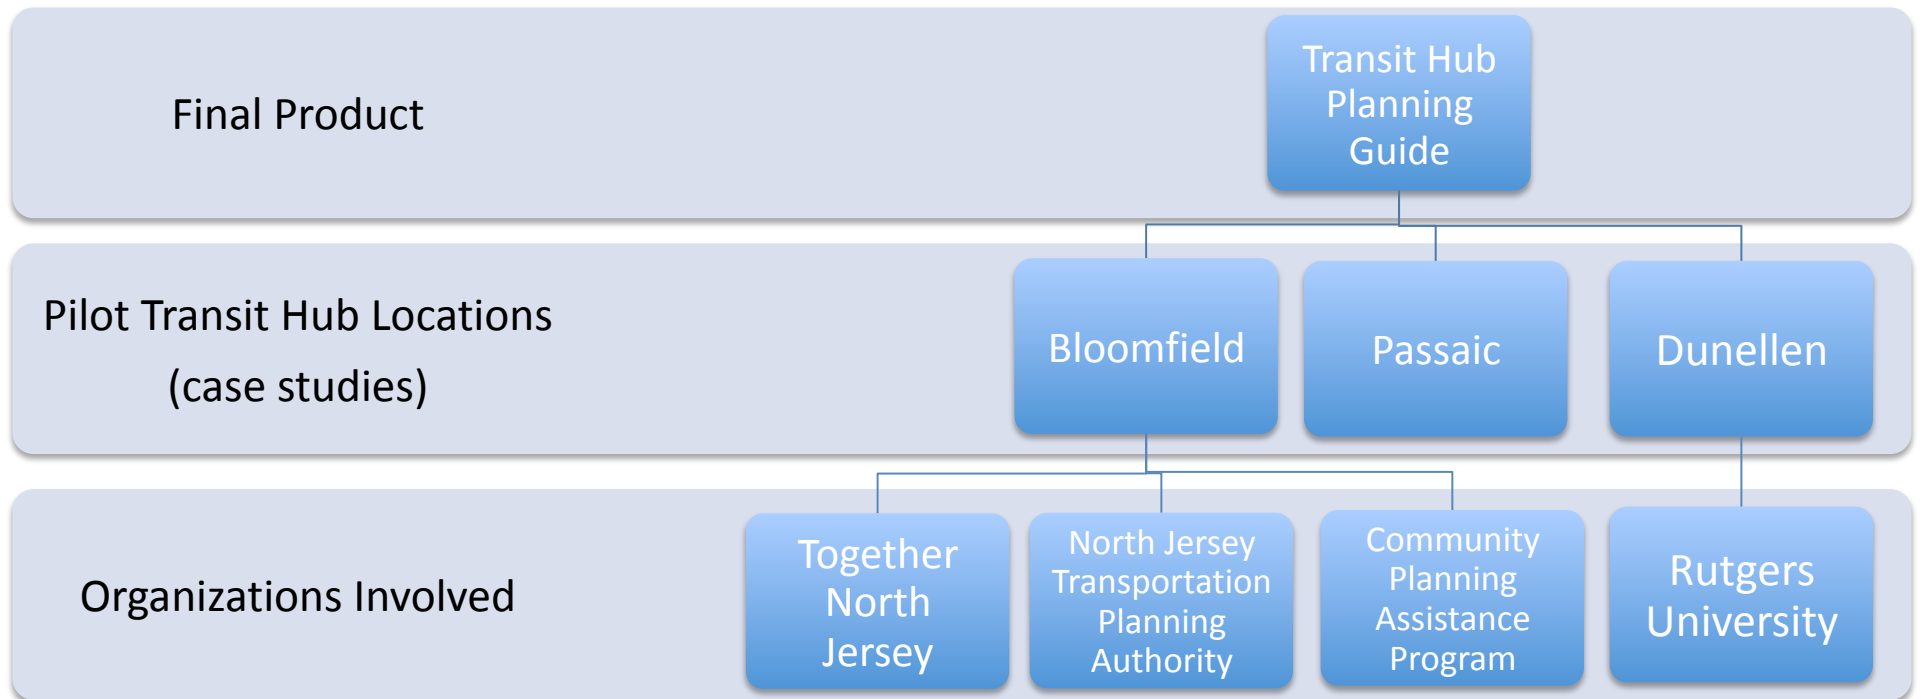 Final Product
Transit Hub
Planning
Guide
Pilot Transit Hub Locations
(case studies)
Bloomfield
Passaic
Dunellen
Organizations Involved
Together
North
Jersey
North Jersey
Transportation
Planning
Authority
Community
Planning
Assistance
Program
Rutgers
University